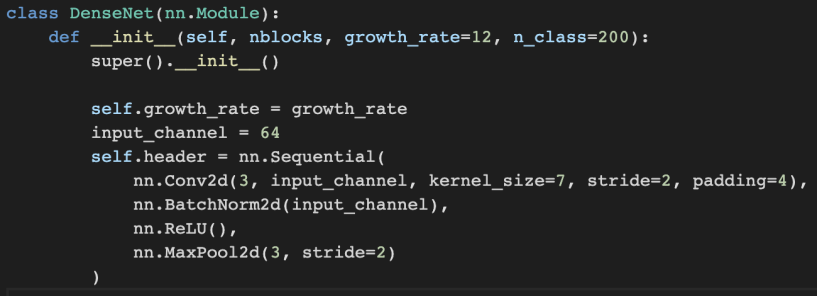 class DenseNet(nn.Module):
    def __init__(self, nblocks, growth_rate=12, n_class=200):
        super().__init__()

        self.growth_rate = growth_rate
        input_channel = 64
        self.header = nn.Sequential(
            nn.Conv2d(3, input_channel, kernel_size=7, stride=2, padding=4),
            nn.BatchNorm2d(input_channel),
            nn.ReLU(),
            nn.MaxPool2d(3, stride=2)
        )